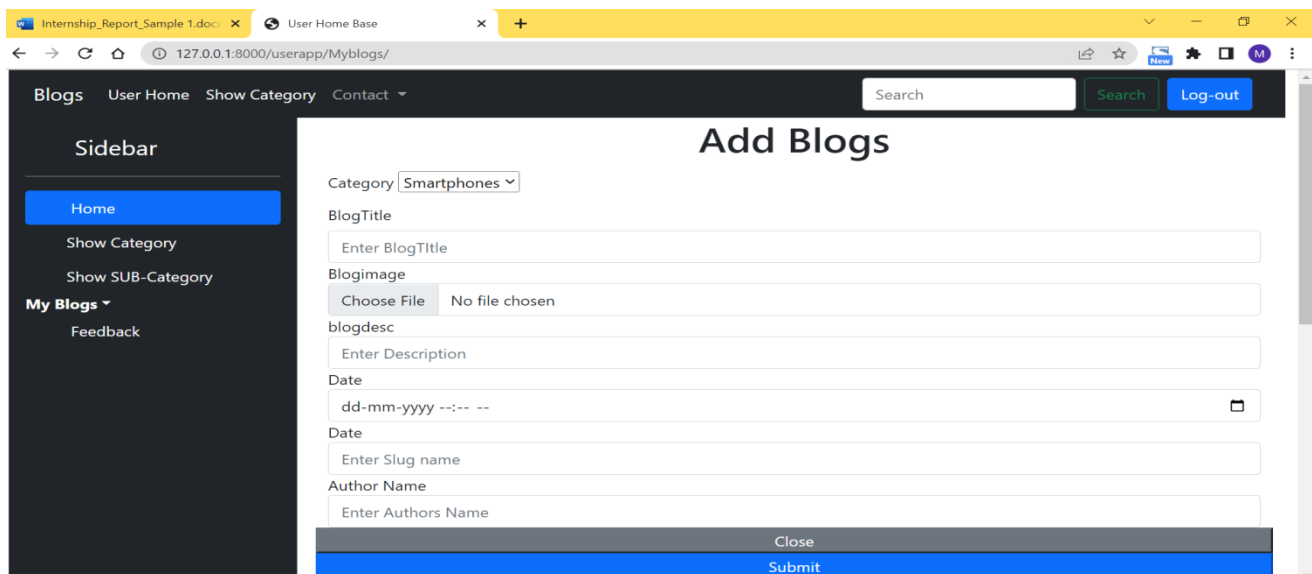 Internship_Report_Sample 1.doc
User Home Base
127.0.0.1:8000/userapp/Myblogs/
New
M
Blogs User Home Show Category Contact
Search
Search
Log-out
Sidebar
Home
Show Category
Show SUB-Category
My Blogs
Feedback
Add Blogs
Category Smartphones
BlogTitle
Enter BlogTItle
Blogimage
Choose File No file chosen
blogdesc
Enter Description
Date
dd-mm-yyyy --:-- --
Date
Enter Slug name
Author Name
Enter Authors Name
Close
Submit